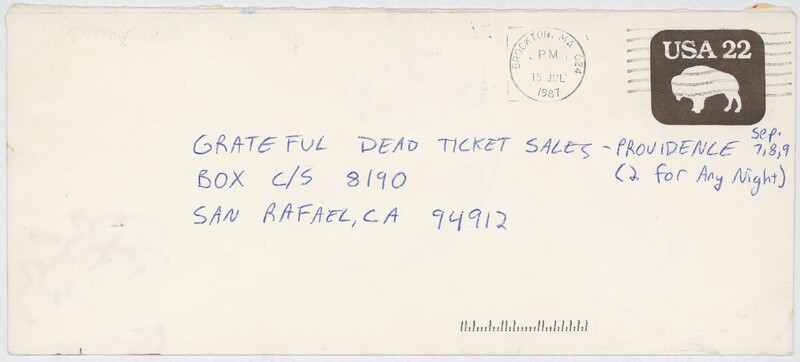 BROCKTON, MA 024
PM
15 JUL
1987
USA 22
GRATEFUL DEAD TICKET SALES - PROVIDENCE Sep. 7,8,9
BOX C/S 8190 (2 for Any Night)
SAN RAFAEL, CA 94912